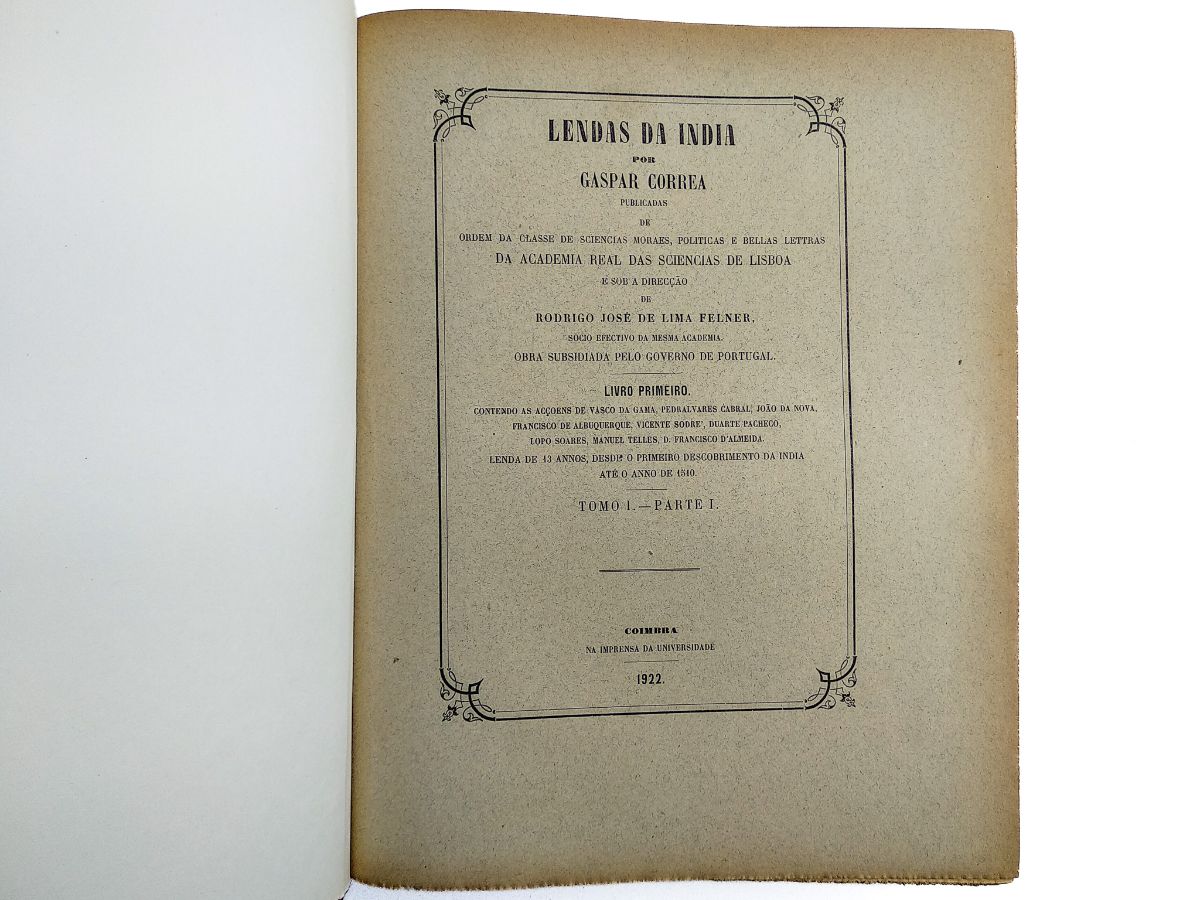 LENDAS DA INDIA
POR
GASPAR CORREA
PUBLICADAS
DE
ORDEM DA CLASSE DE SCIENCIAS MORAES, POLITICAS E BELLAS LETTRAS
DA ACADEMIA REAL DAS SCIENCIAS DE LISBOA
E SOB A DIRECÇÃO
DE
RODRIGO JOSÉ DE LIMA FELNER,
SOCIO EFECTIVO DA MESMA ACADEMIA.
OBRA SUBSIDIADA PELO GOVERNO DE PORTUGAL.
LIVRO PRIMEIRO.
CONTENDO AS ACÇOENS DE VASCO DA GAMA, PEDRALVARES CABRAL, JOÃO DA NOVA,
FRANCISCO DE ALBUQUERQUE, VICENTE SODRE', DUARTE PACHECO,
LOPO SOARES, MANUEL TELLES, D. FRANCISCO D'ALMEIDA.
LENDA DE 13 ANNOS, DESDE O PRIMEIRO DESCOBRIMENTO DA INDIA
ATÉ O ANNO DE 1510.
TOMO I.—PARTE I.
COIMBRA
NA IMPRENSA DA UNIVERSIDADE
1922.